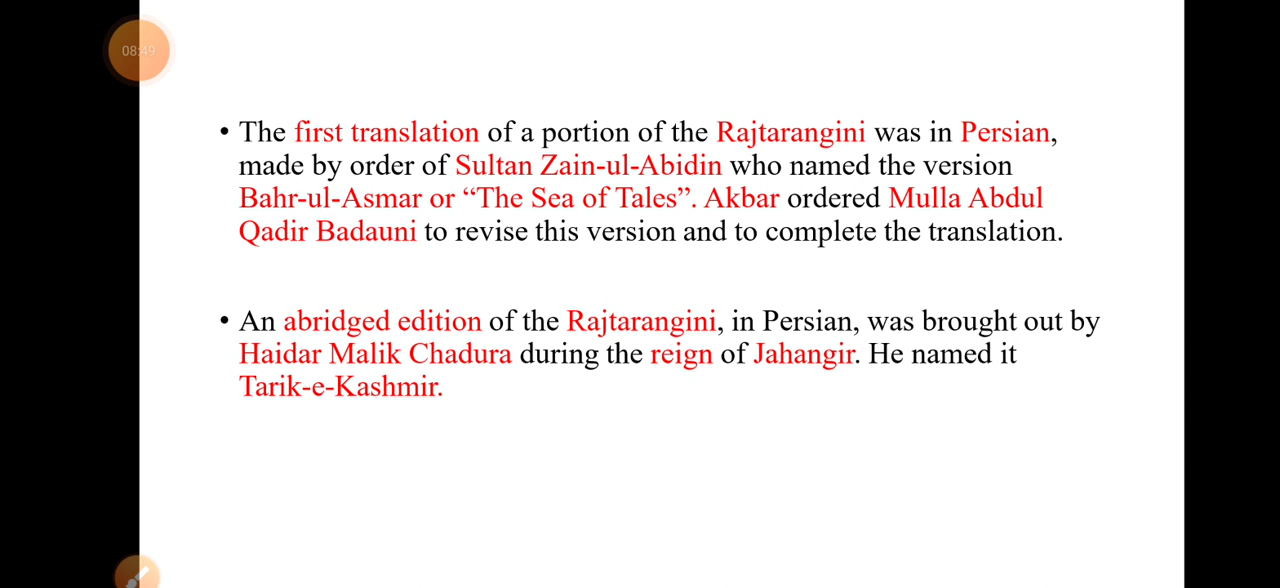 08:49
• The first translation of a portion of the Rajtarangini was in Persian,
made by order of Sultan Zain-ul-Abidin who named the version
Bahr-ul-Asmar or “The Sea of Tales”. Akbar ordered Mulla Abdul
Qadir Badauni to revise this version and to complete the translation.
• An abridged edition of the Rajtarangini, in Persian, was brought out by
Haidar Malik Chadura during the reign of Jahangir. He named it
Tarik-e-Kashmir.